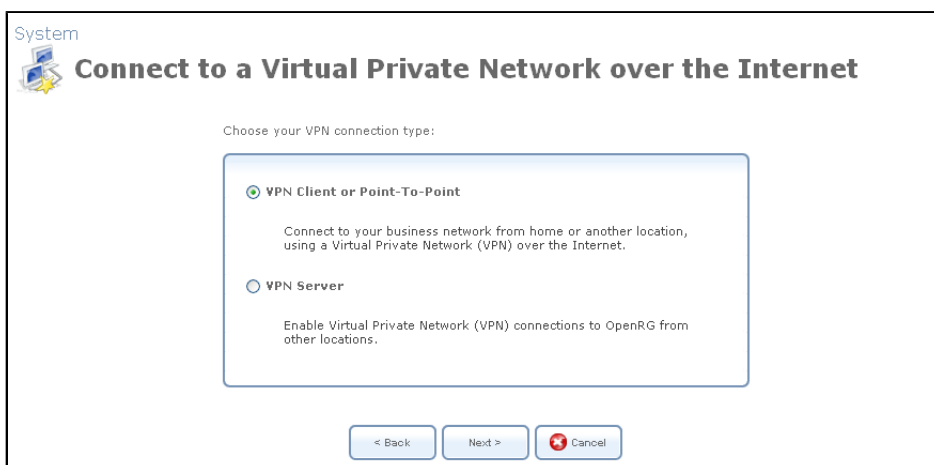 System
Connect to a Virtual Private Network over the Internet
Choose your VPN connection type:
VPN Client or Point-To-Point
Connect to your business network from home or another location,
using a Virtual Private Network (VPN) over the Internet.
VPN Server
Enable Virtual Private Network (VPN) connections to OpenRG from
other locations.
< Back
Next >
Cancel